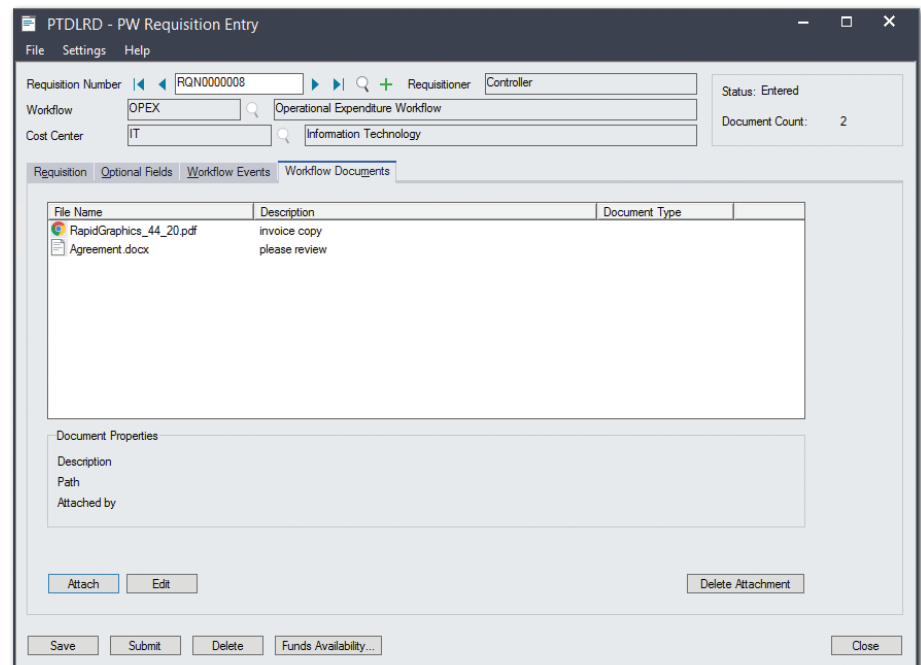 PTDLRD - PW Requisition Entry
File Settings Help
Requisition Number RQN0000008 Requisitioner Controller
Status: Entered
Workflow OPEX Operational Expenditure Workflow
Document Count: 2
Cost Center IT Information Technology
Requisition Optional Fields Workflow Events Workflow Documents
File Name Description Document Type
RapidGraphics_44_20.pdf invoice copy
Agreement.docx please review
Document Properties
Description
Path
Attached by
Attach Edit Delete Attachment
Save Submit Delete Funds Availability... Close